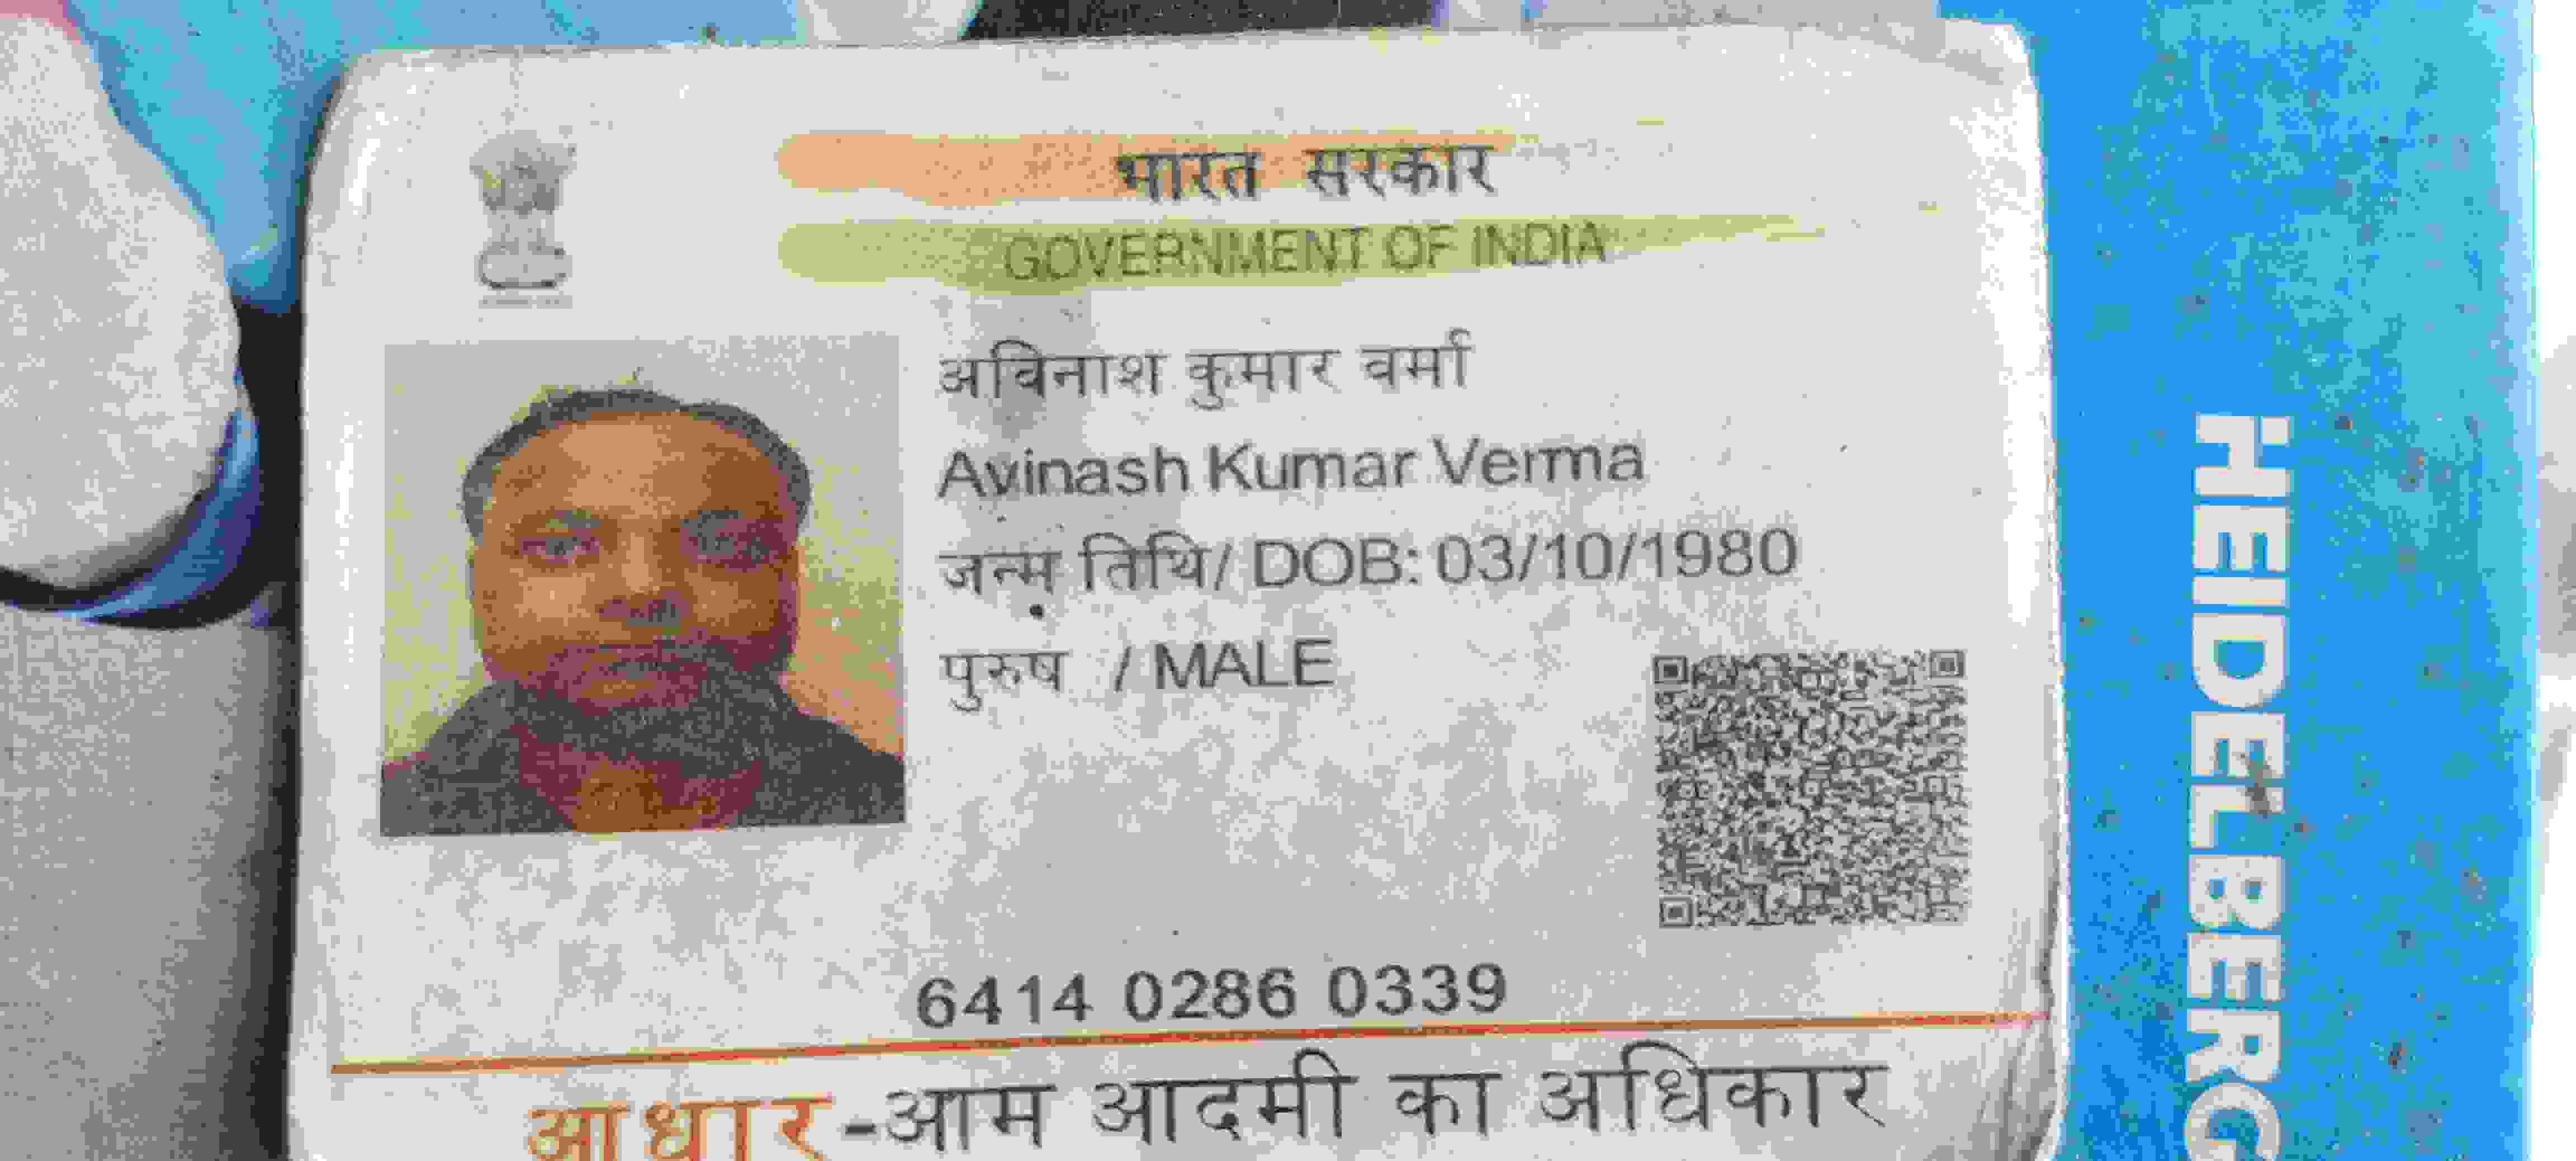 भारत सरकार
GOVERNMENT OF INDIA
अविनाश कुमार वर्मा
Avinash Kumar Verma
जन्म तिथि/ DOB: 03/10/1980
पुरुष / MALE
6414 0286 0339
आधार-आम आदमी का अधिकार
HEIDELBERG